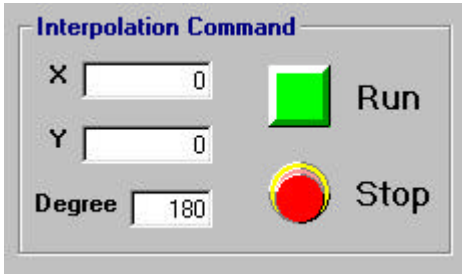 Interpolation Command
X 0
Run
Y 0
Degree 180
Stop